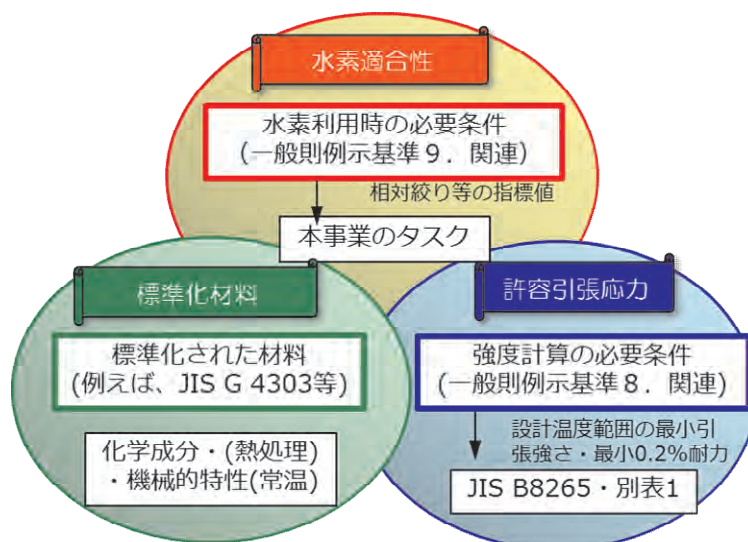 水素適合性
水素利用時の必要条件
(一般則例示基準９．関連)
相対絞り等の指標値
本事業のタスク
標準化材料
標準化された材料
(例えば、JIS G 4303等)
化学成分・(熱処理)
・機械的特性(常温)
許容引張応力
強度計算の必要条件
(一般則例示基準８．関連)
設計温度範囲の最小引
張強さ・最小0.2%耐力
JIS B8265・別表1